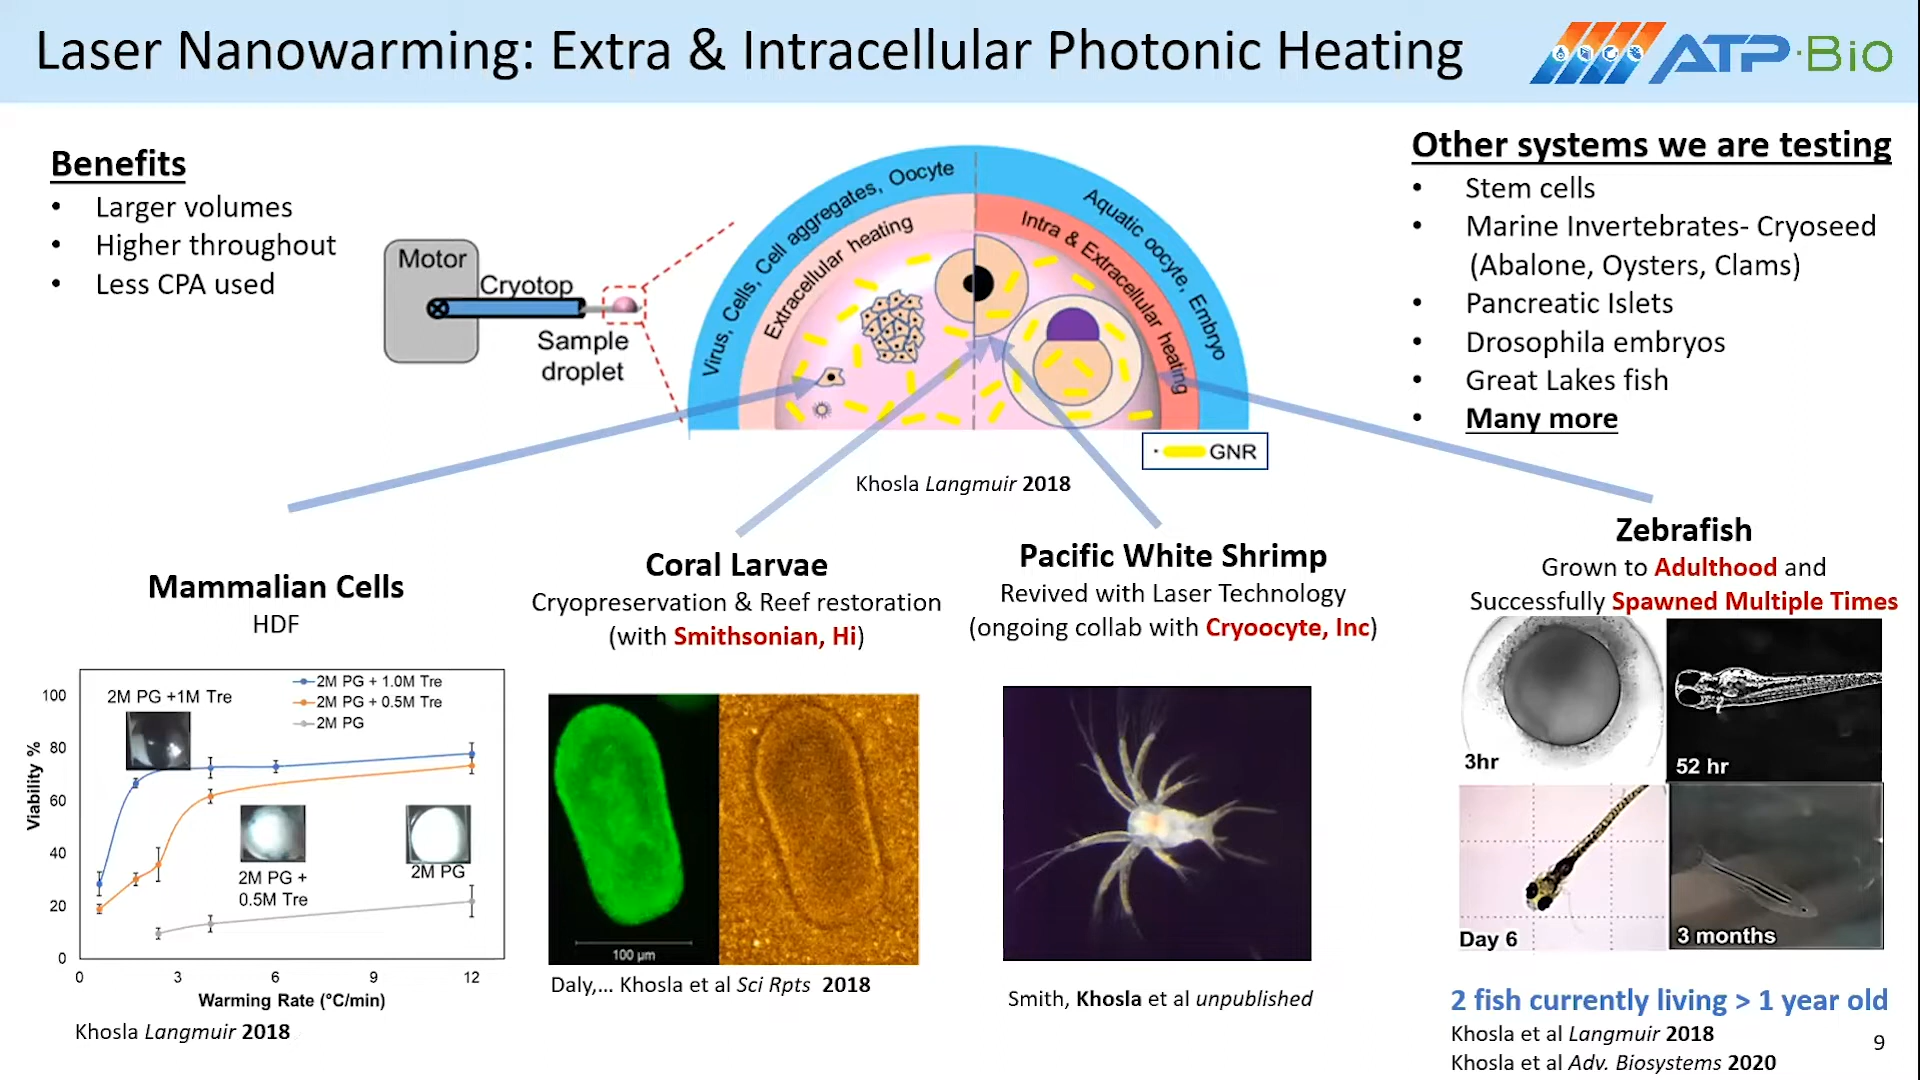 Laser Nanowarming: Extra & Intracellular Photonic Heating
ATP·Bio
Benefits
• Larger volumes
• Higher throughout
• Less CPA used
Motor
Cryotop
Sample
droplet
Virus, Cells, Cell aggregates, Oocyte
Extracellular heating
Aquatic oocyte, Embryo
Intra & Extracellular heating
GNR
Khosla Langmuir 2018
Other systems we are testing
• Stem cells
• Marine Invertebrates- Cryoseed
(Abalone, Oysters, Clams)
• Pancreatic Islets
• Drosophila embryos
• Great Lakes fish
• Many more
Mammalian Cells
HDF
2M PG + 1.0M Tre
2M PG + 0.5M Tre
2M PG
2M PG +1M Tre
2M PG +
0.5M Tre
2M PG
Viability %
100
80
60
40
20
0
0 3 6 9 12
Warming Rate (°C/min)
Khosla Langmuir 2018
Coral Larvae
Cryopreservation & Reef restoration
(with Smithsonian, Hi)
100 µm
Daly,... Khosla et al Sci Rpts 2018
Pacific White Shrimp
Revived with Laser Technology
(ongoing collab with Cryoocyte, Inc)
Smith, Khosla et al unpublished
Zebrafish
Grown to Adulthood and
Successfully Spawned Multiple Times
3hr
52 hr
Day 6
3 months
2 fish currently living > 1 year old
Khosla et al Langmuir 2018
Khosla et al Adv. Biosystems 2020
9